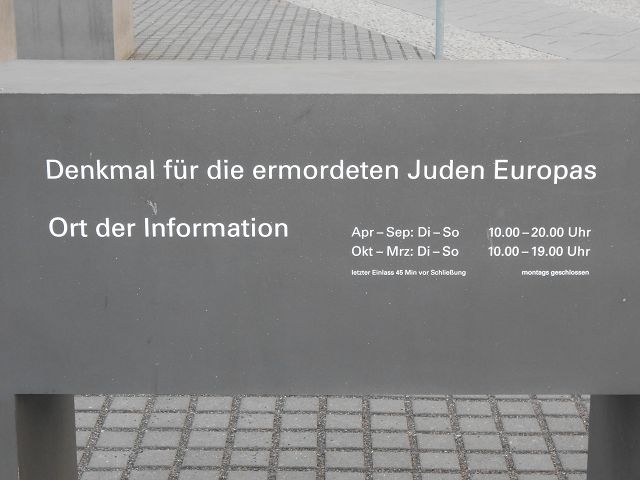 Denkmal für die ermordeten Juden Europas
Ort der Information
Apr – Sep: Di – So 10.00 – 20.00 Uhr
Okt – Mrz: Di – So 10.00 – 19.00 Uhr
letzter Einlass 45 Min vor Schließung montags geschlossen